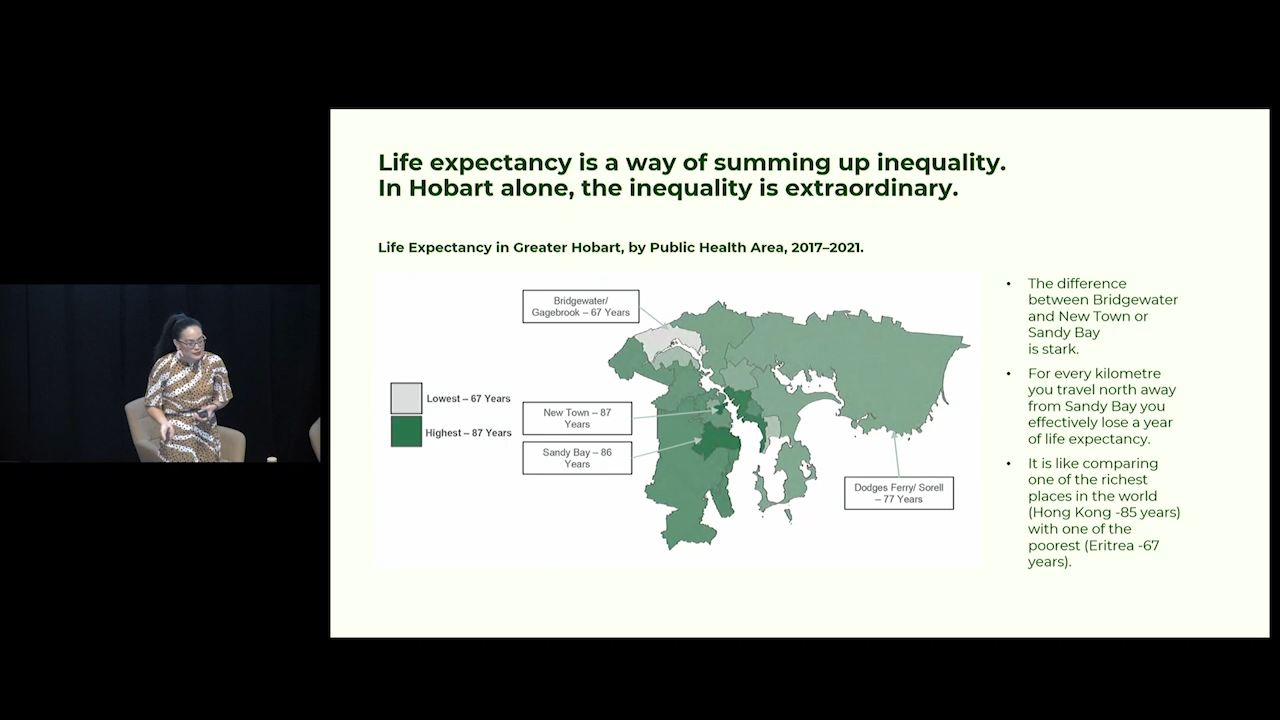 Life expectancy is a way of summing up inequality.
In Hobart alone, the inequality is extraordinary.
Life Expectancy in Greater Hobart, by Public Health Area, 2017–2021.
Bridgewater/
Gagebrook – 67 Years
Lowest – 67 Years
Highest – 87 Years
New Town – 87
Years
Sandy Bay – 86
Years
Dodges Ferry/ Sorell
– 77 Years
• The difference
between Bridgewater
and New Town or
Sandy Bay
is stark.
• For every kilometre
you travel north away
from Sandy Bay you
effectively lose a year
of life expectancy.
• It is like comparing
one of the richest
places in the world
(Hong Kong -85 years)
with one of the
poorest (Eritrea -67
years).